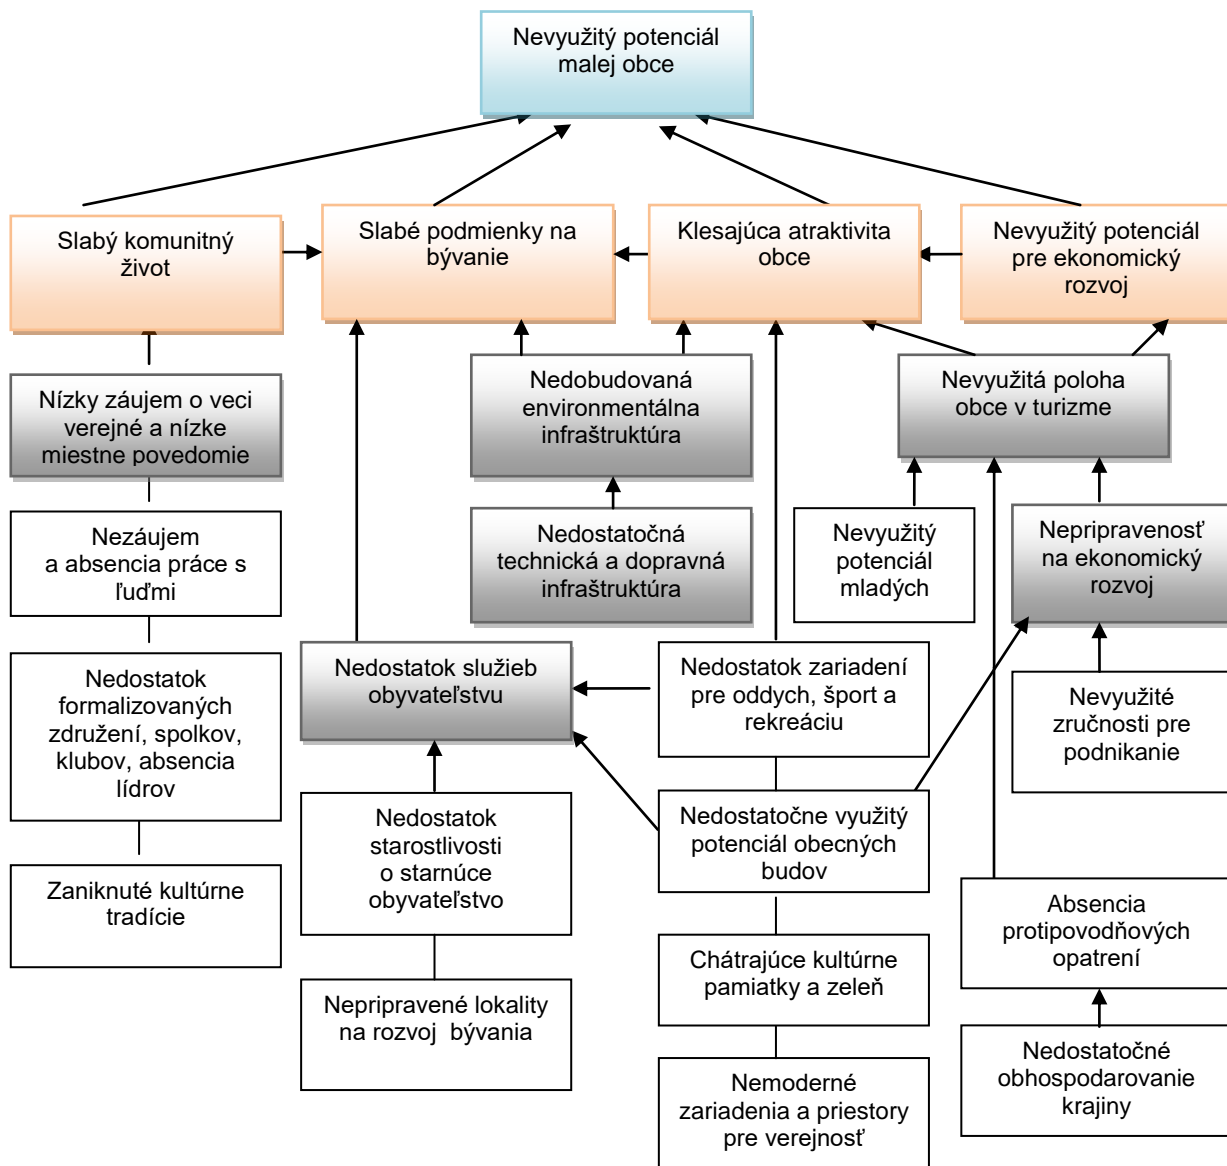 Nevyužitý potenciál
malej obce
Slabý komunitný
život
Slabé podmienky na
bývanie
Klesajúca atraktivita
obce
Nevyužitý potenciál
pre ekonomický
rozvoj
Nízky záujem o veci
verejné a nízke
miestne povedomie
Nedobudovaná
environmentálna
infraštruktúra
Nevyužitá poloha
obce v turizme
Nezáujem
a absencia práce s
ľuďmi
Nedostatočná
technická a dopravná
infraštruktúra
Nevyužitý
potenciál
mladých
Nepripravenosť
na ekonomický
rozvoj
Nedostatok
formalizovaných
združení, spolkov,
klubov, absencia
lídrov
Nedostatok služieb
obyvateľstvu
Nedostatok zariadení
pre oddych, šport a
rekreáciu
Nevyužité
zručnosti pre
podnikanie
Nedostatok
starostlivosti
o starnúce
obyvateľstvo
Nedostatočne využitý
potenciál obecných
budov
Zaniknuté kultúrne
tradície
Absencia
protipovodňových
opatrení
Chátrajúce kultúrne
pamiatky a zeleň
Nepripravené lokality
na rozvoj bývania
Nedostatočné
obhospodarovanie
krajiny
Nemoderné
zariadenia a priestory
pre verejnosť